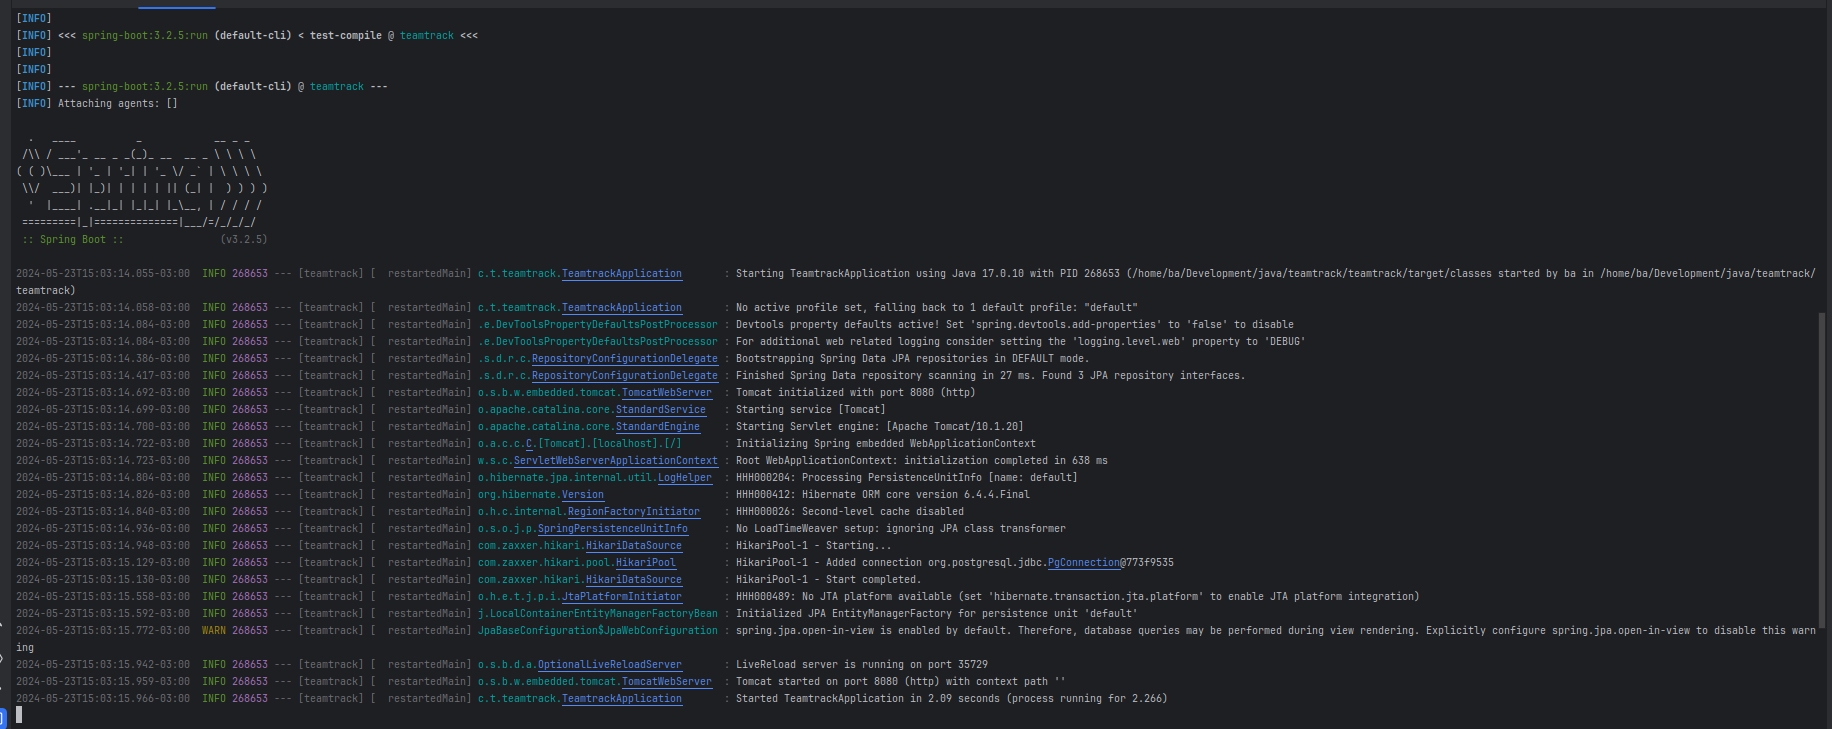 [INFO]
[INFO] <<< spring-boot:3.2.5:run (default-cli) < test-compile @ teamtrack <<<
[INFO]
[INFO]
[INFO] --- spring-boot:3.2.5:run (default-cli) @ teamtrack ---
[INFO] Attaching agents: []
  .   ____          _            __ _ _
 /\\ / ___'_ __ _ _(_)_ __  __ _ \ \ \ \
( ( )\___ | '_ | '_| | '_ \/ _` | \ \ \ \
 \\/  ___)| |_)| | | | | || (_| |  ) ) ) )
  '  |____| .__|_| |_|_| |_\__, | / / / /
 =========|_|==============|___/=/_/_/_/
 :: Spring Boot ::                (v3.2.5)
2024-05-23T15:03:14.055-03:00  INFO 268653 --- [teamtrack] [  restartedMain] c.t.teamtrack.TeamtrackApplication       : Starting TeamtrackApplication using Java 17.0.10 with PID 268653 (/home/ba/Development/java/teamtrack/teamtrack/target/classes started by ba in /home/ba/Development/java/teamtrack/
teamtrack)
2024-05-23T15:03:14.058-03:00  INFO 268653 --- [teamtrack] [  restartedMain] c.t.teamtrack.TeamtrackApplication       : No active profile set, falling back to 1 default profile: "default"
2024-05-23T15:03:14.084-03:00  INFO 268653 --- [teamtrack] [  restartedMain] .e.DevToolsPropertyDefaultsPostProcessor : Devtools property defaults active! Set 'spring.devtools.add-properties' to 'false' to disable
2024-05-23T15:03:14.084-03:00  INFO 268653 --- [teamtrack] [  restartedMain] .e.DevToolsPropertyDefaultsPostProcessor : For additional web related logging consider setting the 'logging.level.web' property to 'DEBUG'
2024-05-23T15:03:14.386-03:00  INFO 268653 --- [teamtrack] [  restartedMain] .s.d.r.c.RepositoryConfigurationDelegate : Bootstrapping Spring Data JPA repositories in DEFAULT mode.
2024-05-23T15:03:14.417-03:00  INFO 268653 --- [teamtrack] [  restartedMain] .s.d.r.c.RepositoryConfigurationDelegate : Finished Spring Data repository scanning in 27 ms. Found 3 JPA repository interfaces.
2024-05-23T15:03:14.692-03:00  INFO 268653 --- [teamtrack] [  restartedMain] o.s.b.w.embedded.tomcat.TomcatWebServer  : Tomcat initialized with port 8080 (http)
2024-05-23T15:03:14.699-03:00  INFO 268653 --- [teamtrack] [  restartedMain] o.apache.catalina.core.StandardService   : Starting service [Tomcat]
2024-05-23T15:03:14.700-03:00  INFO 268653 --- [teamtrack] [  restartedMain] o.apache.catalina.core.StandardEngine    : Starting Servlet engine: [Apache Tomcat/10.1.20]
2024-05-23T15:03:14.722-03:00  INFO 268653 --- [teamtrack] [  restartedMain] o.a.c.c.C.[Tomcat].[localhost].[/]       : Initializing Spring embedded WebApplicationContext
2024-05-23T15:03:14.723-03:00  INFO 268653 --- [teamtrack] [  restartedMain] w.s.c.ServletWebServerApplicationContext : Root WebApplicationContext: initialization completed in 638 ms
2024-05-23T15:03:14.804-03:00  INFO 268653 --- [teamtrack] [  restartedMain] o.hibernate.jpa.internal.util.LogHelper  : HHH000204: Processing PersistenceUnitInfo [name: default]
2024-05-23T15:03:14.826-03:00  INFO 268653 --- [teamtrack] [  restartedMain] org.hibernate.Version                    : HHH000412: Hibernate ORM core version 6.4.4.Final
2024-05-23T15:03:14.840-03:00  INFO 268653 --- [teamtrack] [  restartedMain] o.h.c.internal.RegionFactoryInitiator    : HHH000026: Second-level cache disabled
2024-05-23T15:03:14.936-03:00  INFO 268653 --- [teamtrack] [  restartedMain] o.s.o.j.p.SpringPersistenceUnitInfo      : No LoadTimeWeaver setup: ignoring JPA class transformer
2024-05-23T15:03:14.948-03:00  INFO 268653 --- [teamtrack] [  restartedMain] com.zaxxer.hikari.HikariDataSource       : HikariPool-1 - Starting...
2024-05-23T15:03:15.129-03:00  INFO 268653 --- [teamtrack] [  restartedMain] com.zaxxer.hikari.pool.HikariPool        : HikariPool-1 - Added connection org.postgresql.jdbc.PgConnection@773f9535
2024-05-23T15:03:15.130-03:00  INFO 268653 --- [teamtrack] [  restartedMain] com.zaxxer.hikari.HikariDataSource       : HikariPool-1 - Start completed.
2024-05-23T15:03:15.558-03:00  INFO 268653 --- [teamtrack] [  restartedMain] o.h.e.t.j.p.i.JtaPlatformInitiator       : HHH000489: No JTA platform available (set 'hibernate.transaction.jta.platform' to enable JTA platform integration)
2024-05-23T15:03:15.592-03:00  INFO 268653 --- [teamtrack] [  restartedMain] j.LocalContainerEntityManagerFactoryBean : Initialized JPA EntityManagerFactory for persistence unit 'default'
2024-05-23T15:03:15.772-03:00  WARN 268653 --- [teamtrack] [  restartedMain] JpaBaseConfiguration$JpaWebConfiguration : spring.jpa.open-in-view is enabled by default. Therefore, database queries may be performed during view rendering. Explicitly configure spring.jpa.open-in-view to disable this warn
ing
2024-05-23T15:03:15.942-03:00  INFO 268653 --- [teamtrack] [  restartedMain] o.s.b.d.a.OptionalLiveReloadServer       : LiveReload server is running on port 35729
2024-05-23T15:03:15.959-03:00  INFO 268653 --- [teamtrack] [  restartedMain] o.s.b.w.embedded.tomcat.TomcatWebServer  : Tomcat started on port 8080 (http) with context path ''
2024-05-23T15:03:15.966-03:00  INFO 268653 --- [teamtrack] [  restartedMain] c.t.teamtrack.TeamtrackApplication       : Started TeamtrackApplication in 2.09 seconds (process running for 2.266)